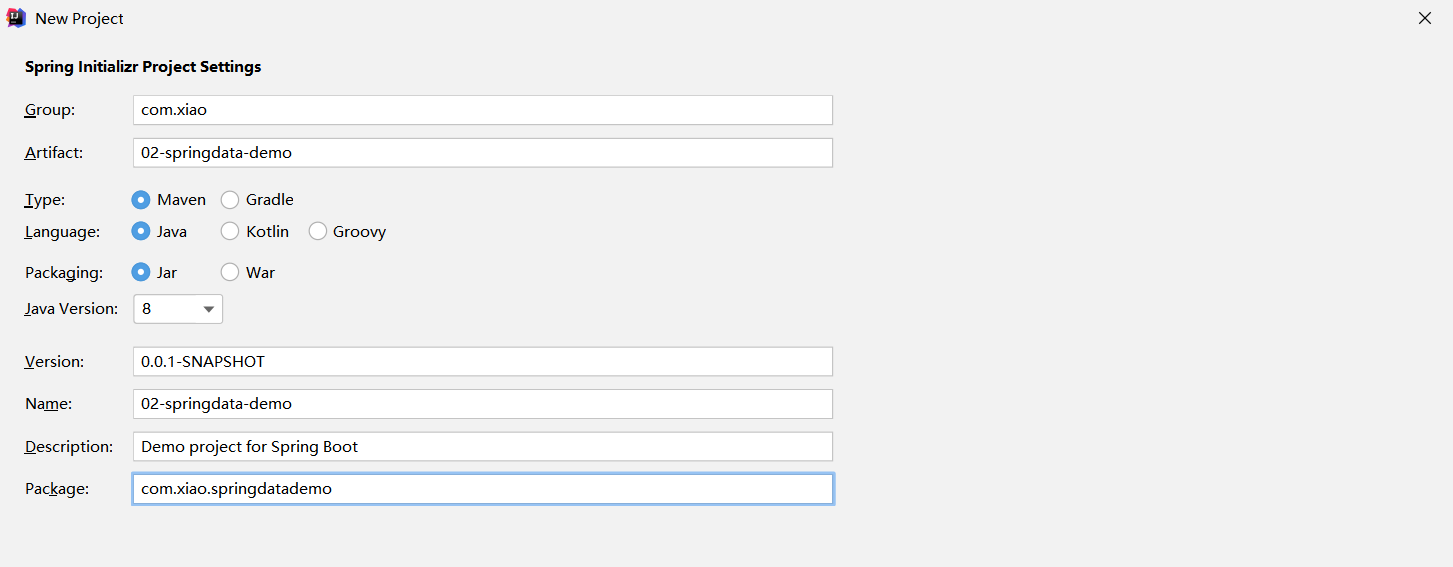 New Project
Spring Initializr Project Settings
Group: com.xiao
Artifact: 02-springdata-demo
Type: Maven Gradle
Language: Java Kotlin Groovy
Packaging: Jar War
Java Version: 8
Version: 0.0.1-SNAPSHOT
Name: 02-springdata-demo
Description: Demo project for Spring Boot
Package: com.xiao.springdatademo